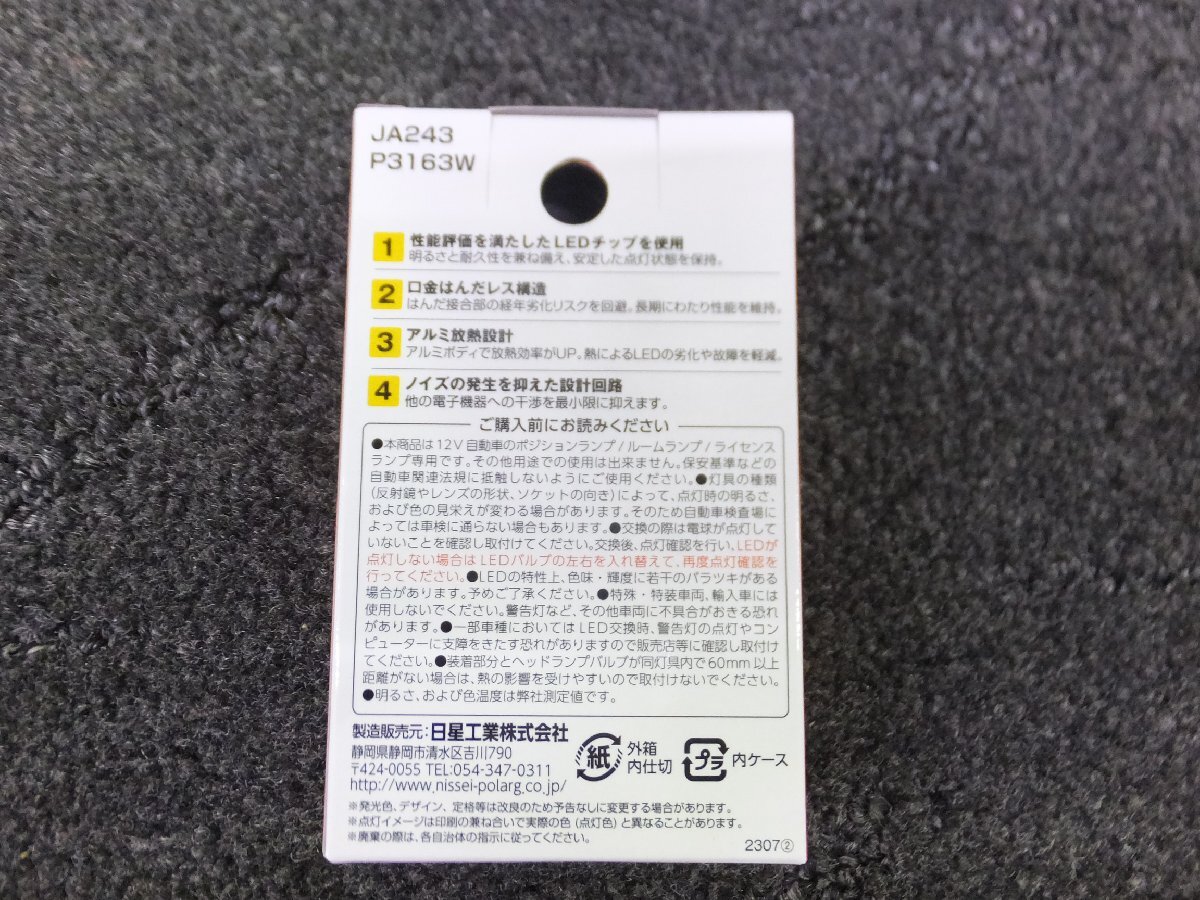 JA243
P3163W
1 性能評価を満たしたLEDチップを使用
明るさと耐久性を兼ね備え、安定した点灯状態を保持。
2 口金はんだレス構造
はんだ接合部の経年劣化リスクを回避。長期にわたり性能を維持。
3 アルミ放熱設計
アルミボディで放熱効率がUP。熱によるLEDの劣化や故障を軽減。
4 ノイズの発生を抑えた設計回路
他の電子機器への干渉を最小限に抑えます。
ご購入前にお読みください
●本商品は12V自動車のポジションランプ/ルームランプ/ライセンス
ランプ専用です。その他用途での使用は出来ません。保安基準などの
自動車関連法規に抵触しないようにご使用ください。●灯具の種類
(反射鏡やレンズの形状、ソケットの向き)によって、点灯時の明るさ、
および色の見栄えが変わる場合があります。そのため自動車検査場に
よっては車検に通らない場合もあります。●交換の際は電球が点灯して
いないことを確認し取付けてください。交換後、点灯確認を行い、LEDが
点灯しない場合はLEDバルブの左右を入れ替えて、再度点灯確認を
行ってください。●LEDの特性上、色味・輝度に若干のバラツキがある
場合があります。予めご了承ください。●特殊・特装車両、輸入車には
使用しないでください。警告灯など、その他車両に不具合がおきる恐れ
があります。●一部車種においてはLED交換時、警告灯の点灯やコン
ピューターに支障をきたす恐れがありますので販売店等に確認し取付け
てください。●装着部分とヘッドランプバルブが同灯具内で60mm以上
距離がない場合は、熱の影響を受けやすいので取付けないでください。
●明るさ、および色温度は弊社測定値です。
製造販売元:日星工業株式会社
静岡県静岡市清水区吉川790
〒424-0055 TEL:054-347-0311
http://www.nissei-polarg.co.jp/
紙 外箱
内仕切
プラ 内ケース
※発光色、デザイン、定格等は改良のため予告なしに変更する場合があります。
※点灯イメージは印刷の兼ね合いで実際の色(点灯色)と異なることがあります。
※廃棄の際は、各自治体の指示に従ってください。
2307②